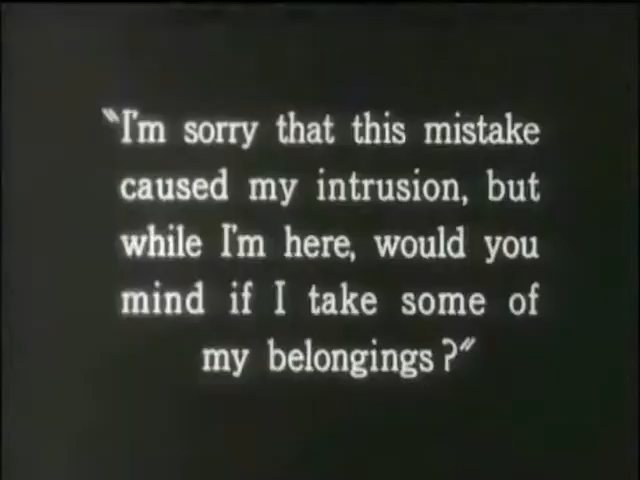 "I'm sorry that this mistake
caused my intrusion, but
while I'm here, would you
mind if I take some of
my belongings?"